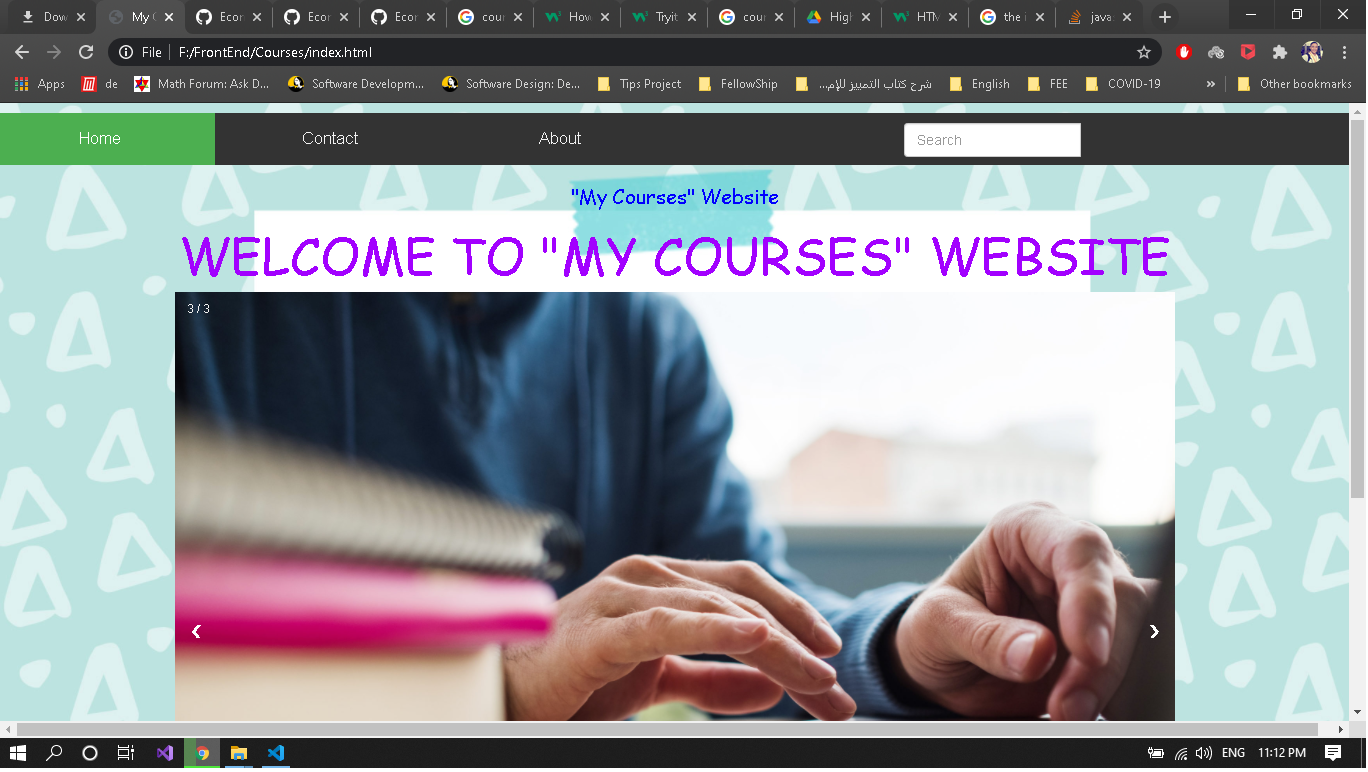 Dow
My C
Econ
Econ
Econ
cour
How
Tryit
cour
High
HTM
the i
javas
File F:/FrontEnd/Courses/index.html
Apps
de
Math Forum: Ask D...
Software Developm...
Software Design: De...
Tips Project
FellowShip
شرح كتاب التمييز للإم...
English
FEE
COVID-19
»
Other bookmarks
Home
Contact
About
Search
"My Courses" Website
WELCOME TO "MY COURSES" WEBSITE
3 / 3
❮
❯
ENG
11:12 PM